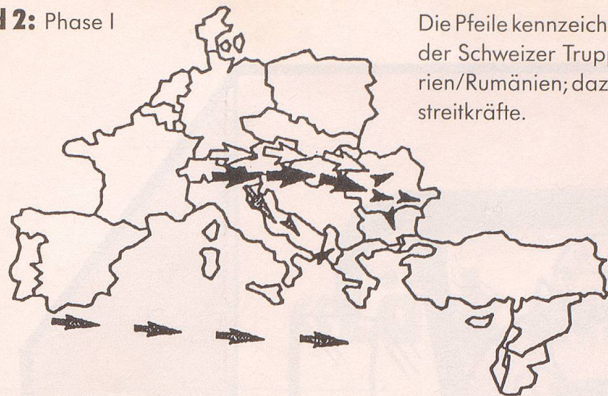 d 2: Phase I
Die Pfeile kennzeich
der Schweizer Trupp
rien/Rumänien; daz
streitkräfte.